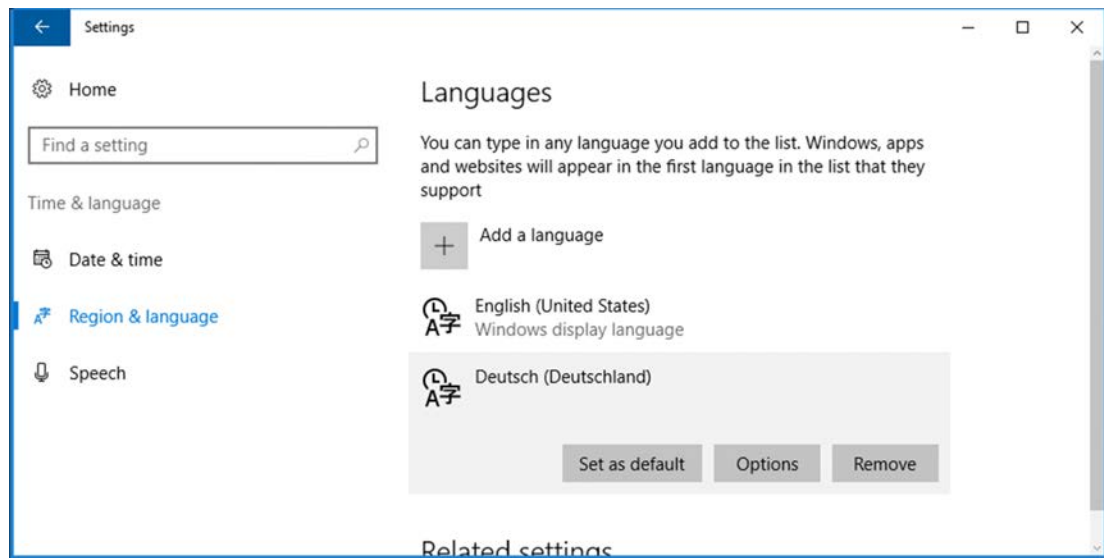 Settings
Home
Find a setting
Time & language
Date & time
Region & language
Speech
Languages
You can type in any language you add to the list. Windows, apps
and websites will appear in the first language in the list that they
support
Add a language
English (United States)
Windows display language
Deutsch (Deutschland)
Set as default
Options
Remove
Related settings